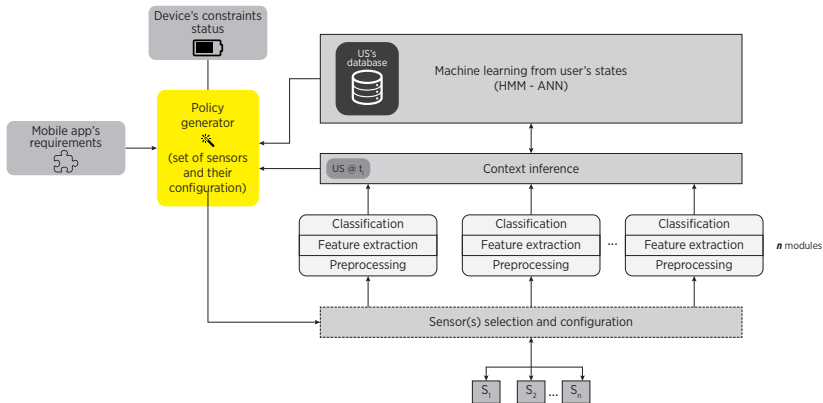 Device's constraints
status
US's
database
Machine learning from user's states
(HMM - ANN)
Policy
generator
(set of sensors
and their
configuration)
Mobile app's
requirements
US @ tᵢ
Context inference
Classification
Feature extraction
Preprocessing
Classification
Feature extraction
Preprocessing
...
Classification
Feature extraction
Preprocessing
n modules
Sensor(s) selection and configuration
S₁
S₂
...
Sₙ